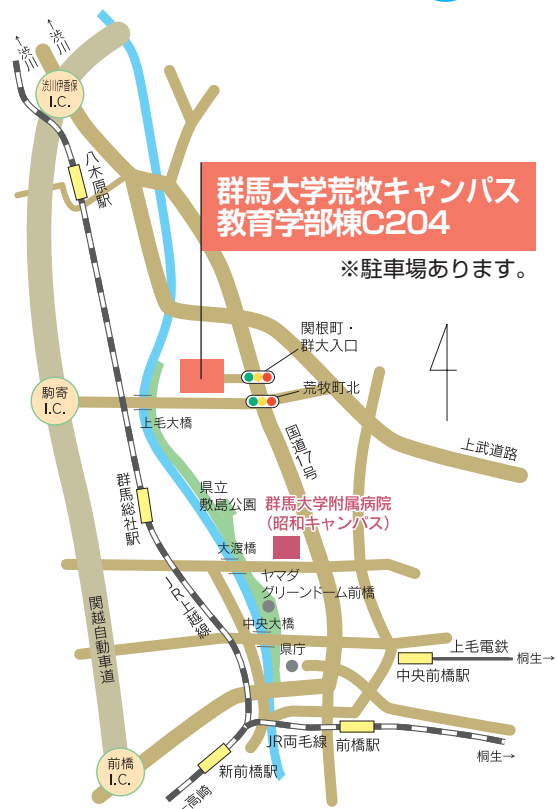 ←渋川
←渋川
渋川伊香保
I.C.
八木原駅
群馬大学荒牧キャンパス
教育学部棟C204
※駐車場あります。
関根町・
群大入口
荒牧町北
駒寄
I.C.
上毛大橋
国道17号
上武道路
県立
敷島公園
群馬大学附属病院
（昭和キャンパス）
群馬総社駅
大渡橋
ヤマダ
グリーンドーム前橋
JR上越線
関越自動車道
中央大橋
県庁
上毛電鉄
桐生→
中央前橋駅
JR両毛線
前橋駅
桐生→
新前橋駅
前橋
I.C.
←高崎